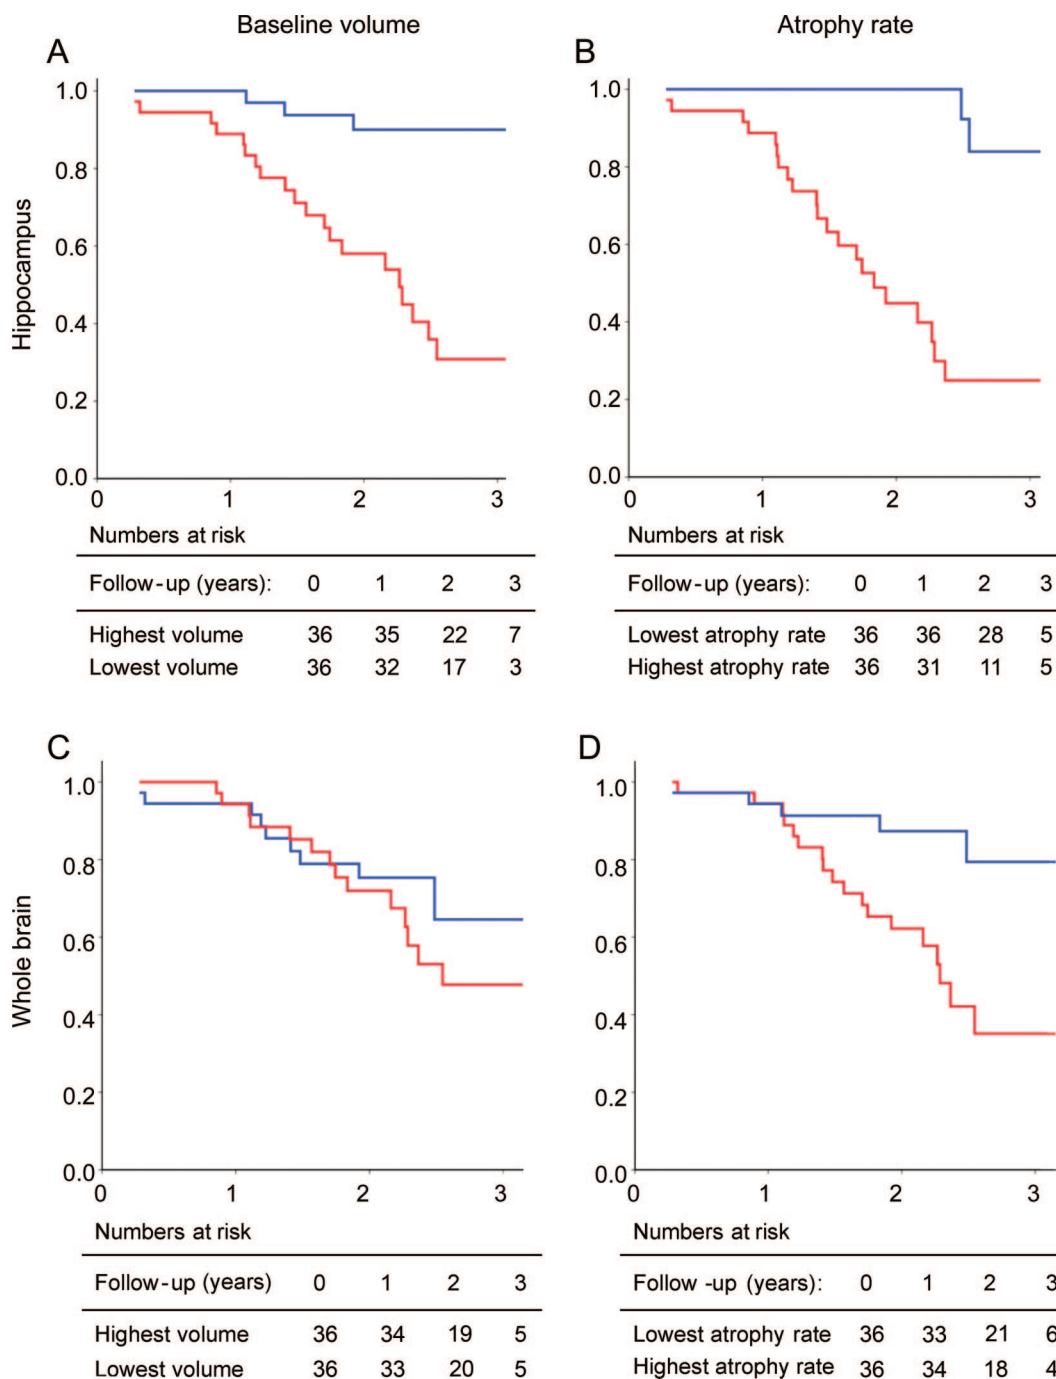 Baseline volume
Atrophy rate
A
Hippocampus
1.0
0.8
0.6
0.4
0.2
0.0
0 1 2 3
Numbers at risk
Follow-up (years): 0 1 2 3
Highest volume 36 35 22 7
Lowest volume 36 32 17 3
B
1.0
0.8
0.6
0.4
0.2
0.0
0 1 2 3
Numbers at risk
Follow-up (years): 0 1 2 3
Lowest atrophy rate 36 36 28 5
Highest atrophy rate 36 31 11 5
C
Whole brain
1.0
0.8
0.6
0.4
0.2
0.0
0 1 2 3
Numbers at risk
Follow-up (years) 0 1 2 3
Highest volume 36 34 19 5
Lowest volume 36 33 20 5
D
1.0
0.8
0.6
0.4
0.2
0.0
0 1 2 3
Numbers at risk
Follow -up (years): 0 1 2 3
Lowest atrophy rate 36 33 21 6
Highest atrophy rate 36 34 18 4